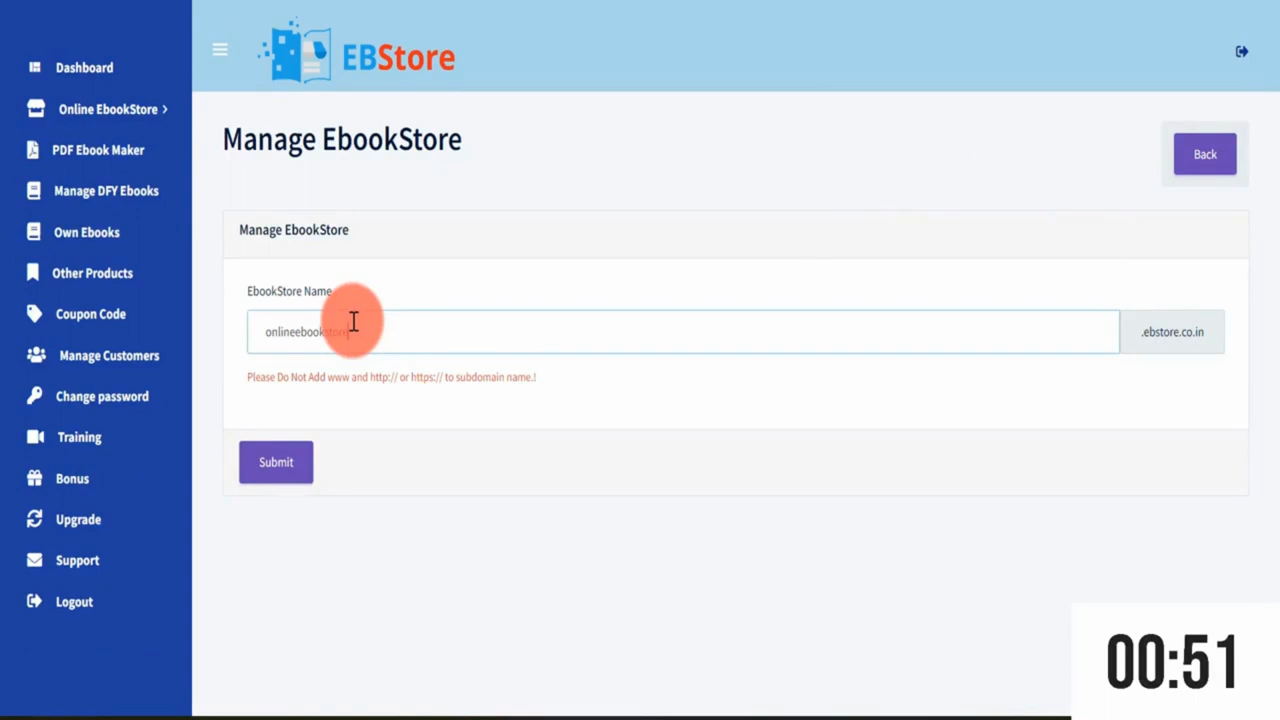 Dashboard
Online EbookStore
PDF Ebook Maker
Manage DFY Ebooks
Own Ebooks
Other Products
Coupon Code
Manage Customers
Change password
Training
Bonus
Upgrade
Support
Logout
EBStore
Manage EbookStore
Back
Manage EbookStore
EbookStore Name
onlineebookstore
.ebstore.co.in
Please Do Not Add www and http:// or https:// to subdomain name.!
Submit
00:51